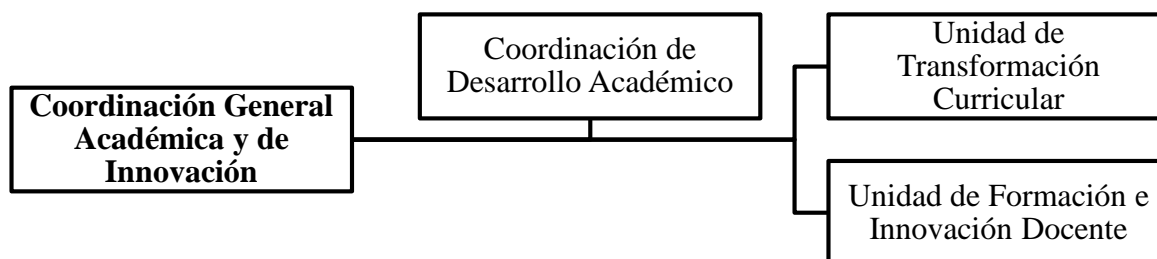 Coordinación General
Académica y de
Innovación
Coordinación de
Desarrollo Académico
Unidad de
Transformación
Curricular
Unidad de Formación e
Innovación Docente